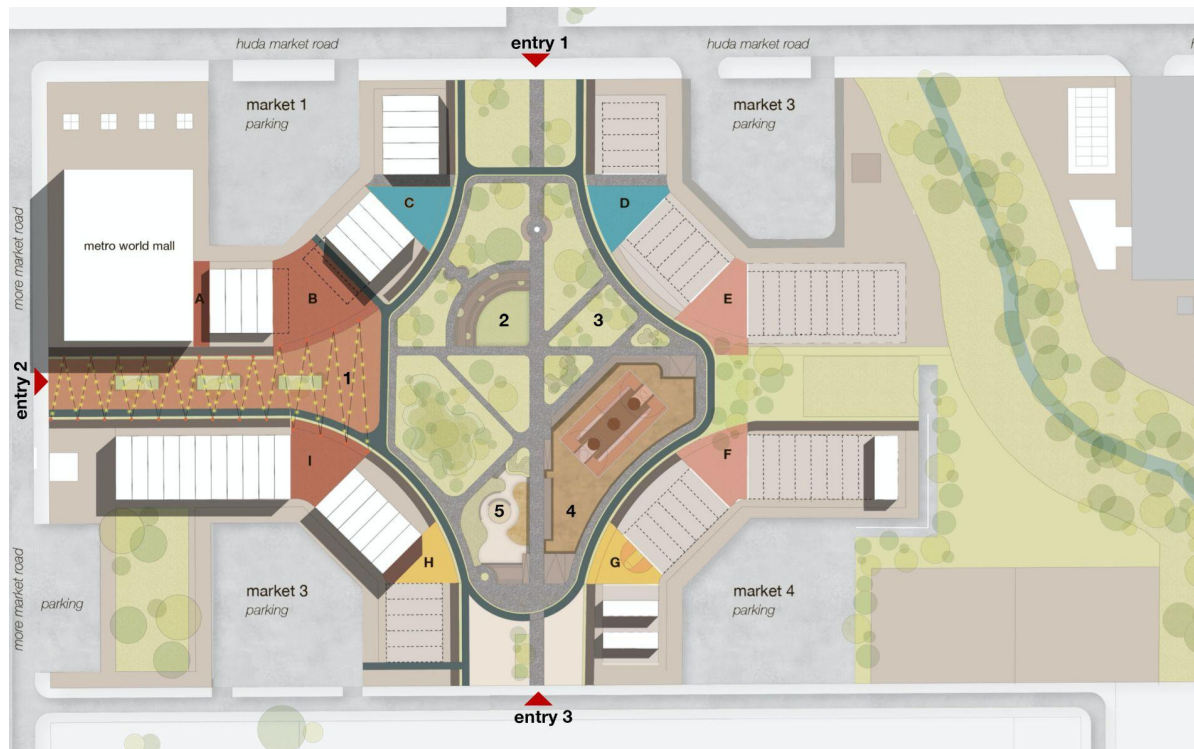 huda market road
entry 1
huda market road
h
market 1
parking
market 3
parking
C
D
more market road
metro world mall
A
B
E
2
3
entry 2
1
I
F
5
4
H
G
more market road
parking
market 3
parking
market 4
parking
entry 3